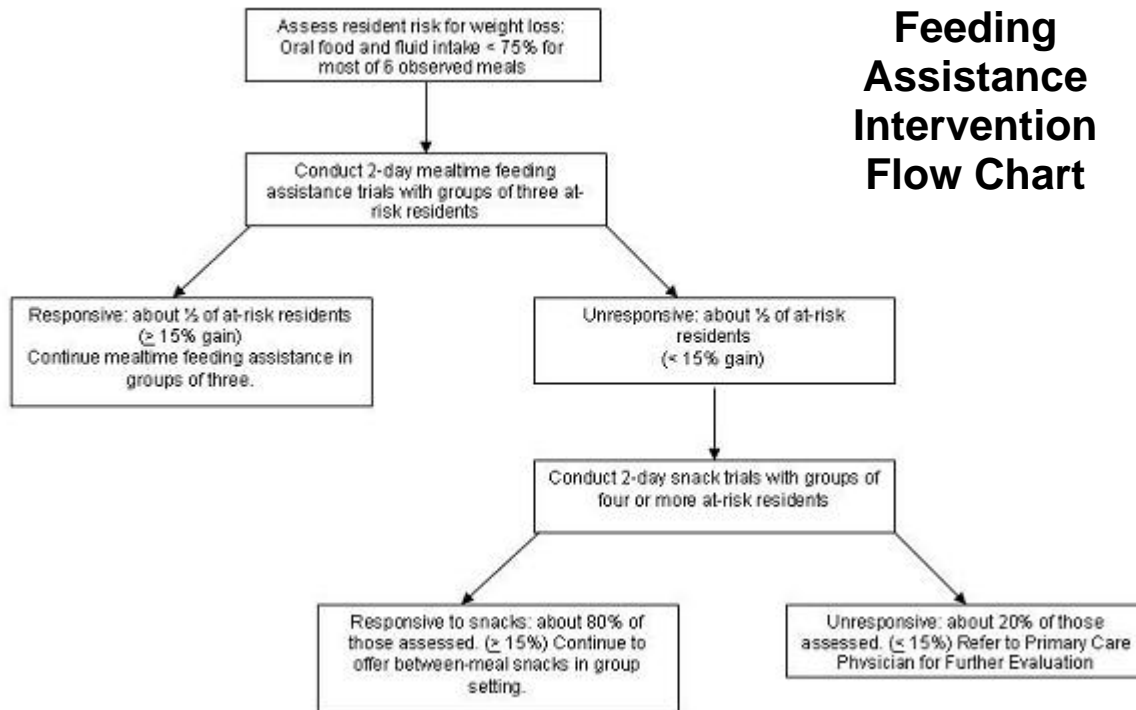 Feeding
Assistance
Intervention
Flow Chart
Assess resident risk for weight loss:
Oral food and fluid intake < 75% for
most of 6 observed meals
Conduct 2-day mealtime feeding
assistance trials with groups of three at-
risk residents
Responsive: about ½ of at-risk residents
(≥ 15% gain)
Continue mealtime feeding assistance in
groups of three.
Unresponsive: about ½ of at-risk
residents
(< 15% gain)
Conduct 2-day snack trials with groups of
four or more at-risk residents
Responsive to snacks: about 80% of
those assessed. (≥ 15%) Continue to
offer between-meal snacks in group
setting.
Unresponsive: about 20% of those
assessed. (≤ 15%) Refer to Primary Care
Physician for Further Evaluation